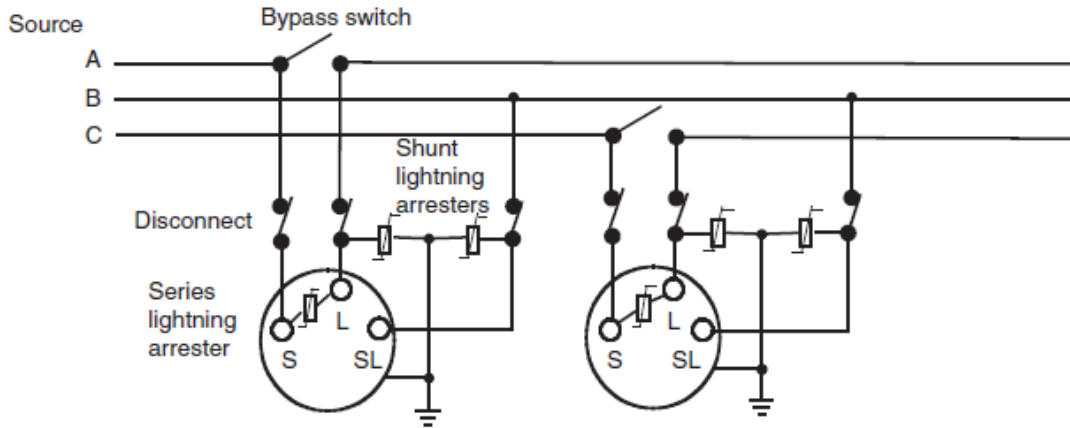 Bypass switch
Source
A
B
C
Shunt
lightning
arresters
Disconnect
Series
lightning
arrester
L
S
SL
L
S
SL